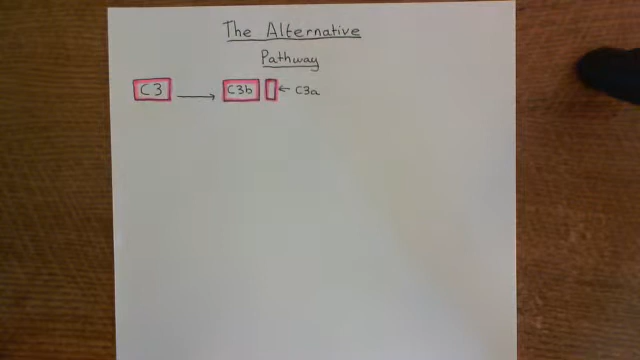 The Alternative
Pathway
C3 → C3b ← C3a